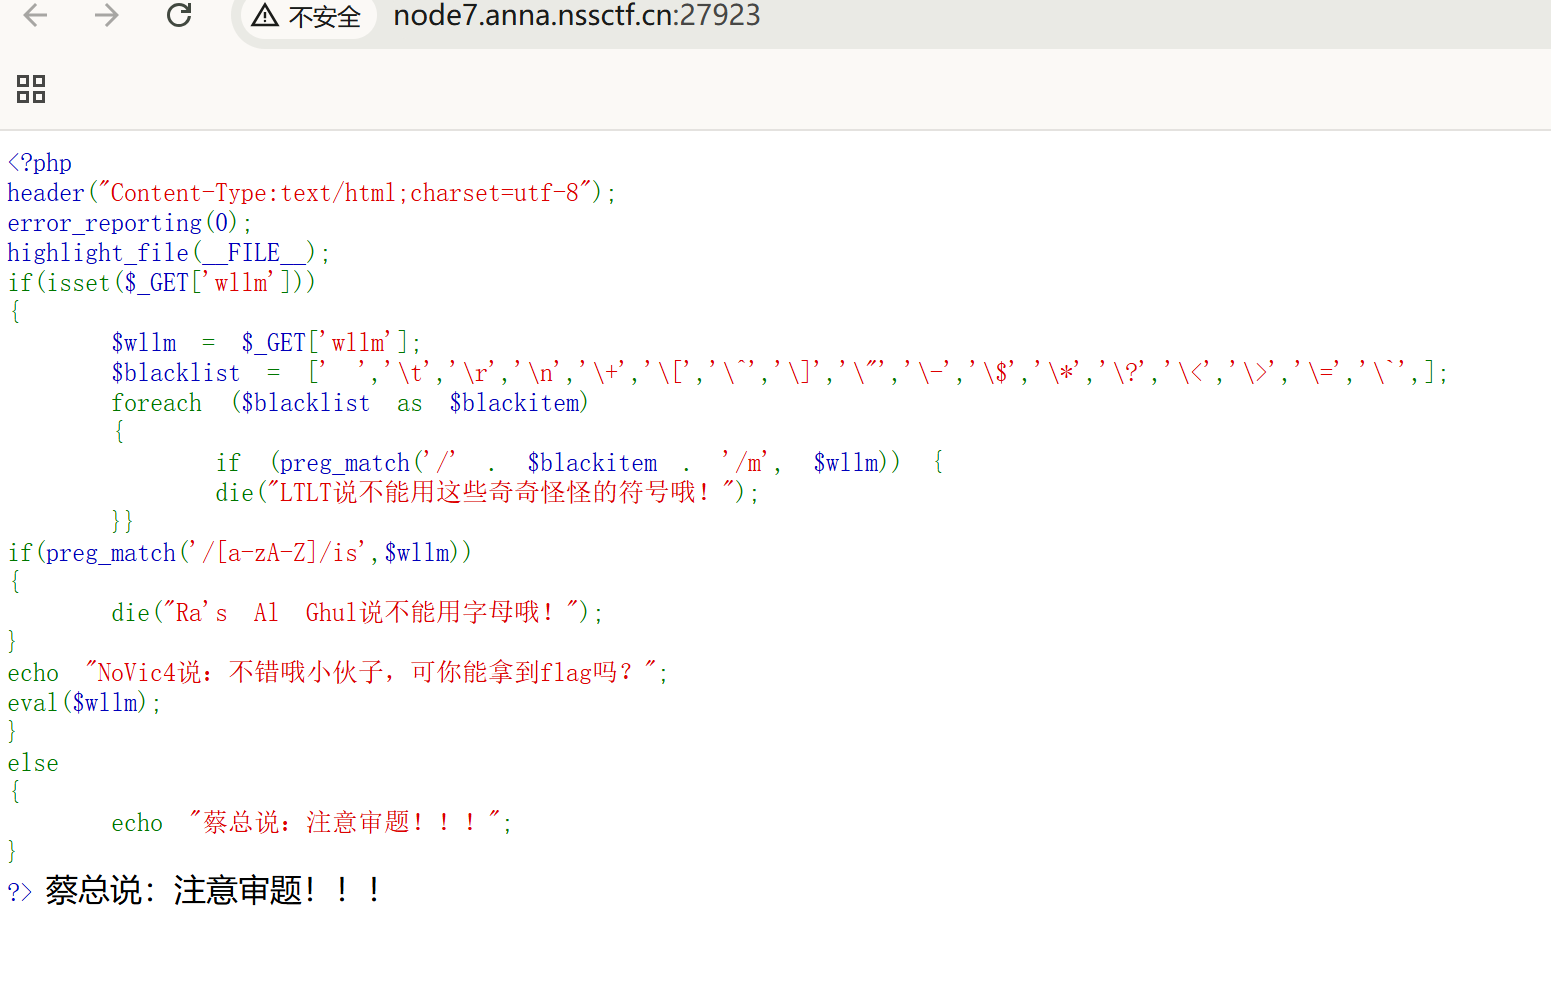 不安全 node7.anna.nssctf.cn:27923
<?php
header("Content-Type:text/html;charset=utf-8");
error_reporting(0);
highlight_file(__FILE__);
if(isset($_GET['wllm']))
{
        $wllm = $_GET['wllm'];
        $blacklist = [' ','\t','\r','\n','\+','\[','\^','\]','\"','\-','\$','\*','\?','\<','\>','\=','\`',];
        foreach ($blacklist as $blackitem)
        {
                if (preg_match('/' . $blackitem . '/m', $wllm)) {
                die("LTLT说不能用这些奇奇怪怪的符号哦！");
        }}
if(preg_match('/[a-zA-Z]/is',$wllm))
{
        die("Ra's Al Ghul说不能用字母哦！");
}
echo "NoVic4说：不错哦小伙子，可你能拿到flag吗？";
eval($wllm);
}
else
{
        echo "蔡总说：注意审题！！！";
}
?> 蔡总说：注意审题！！！